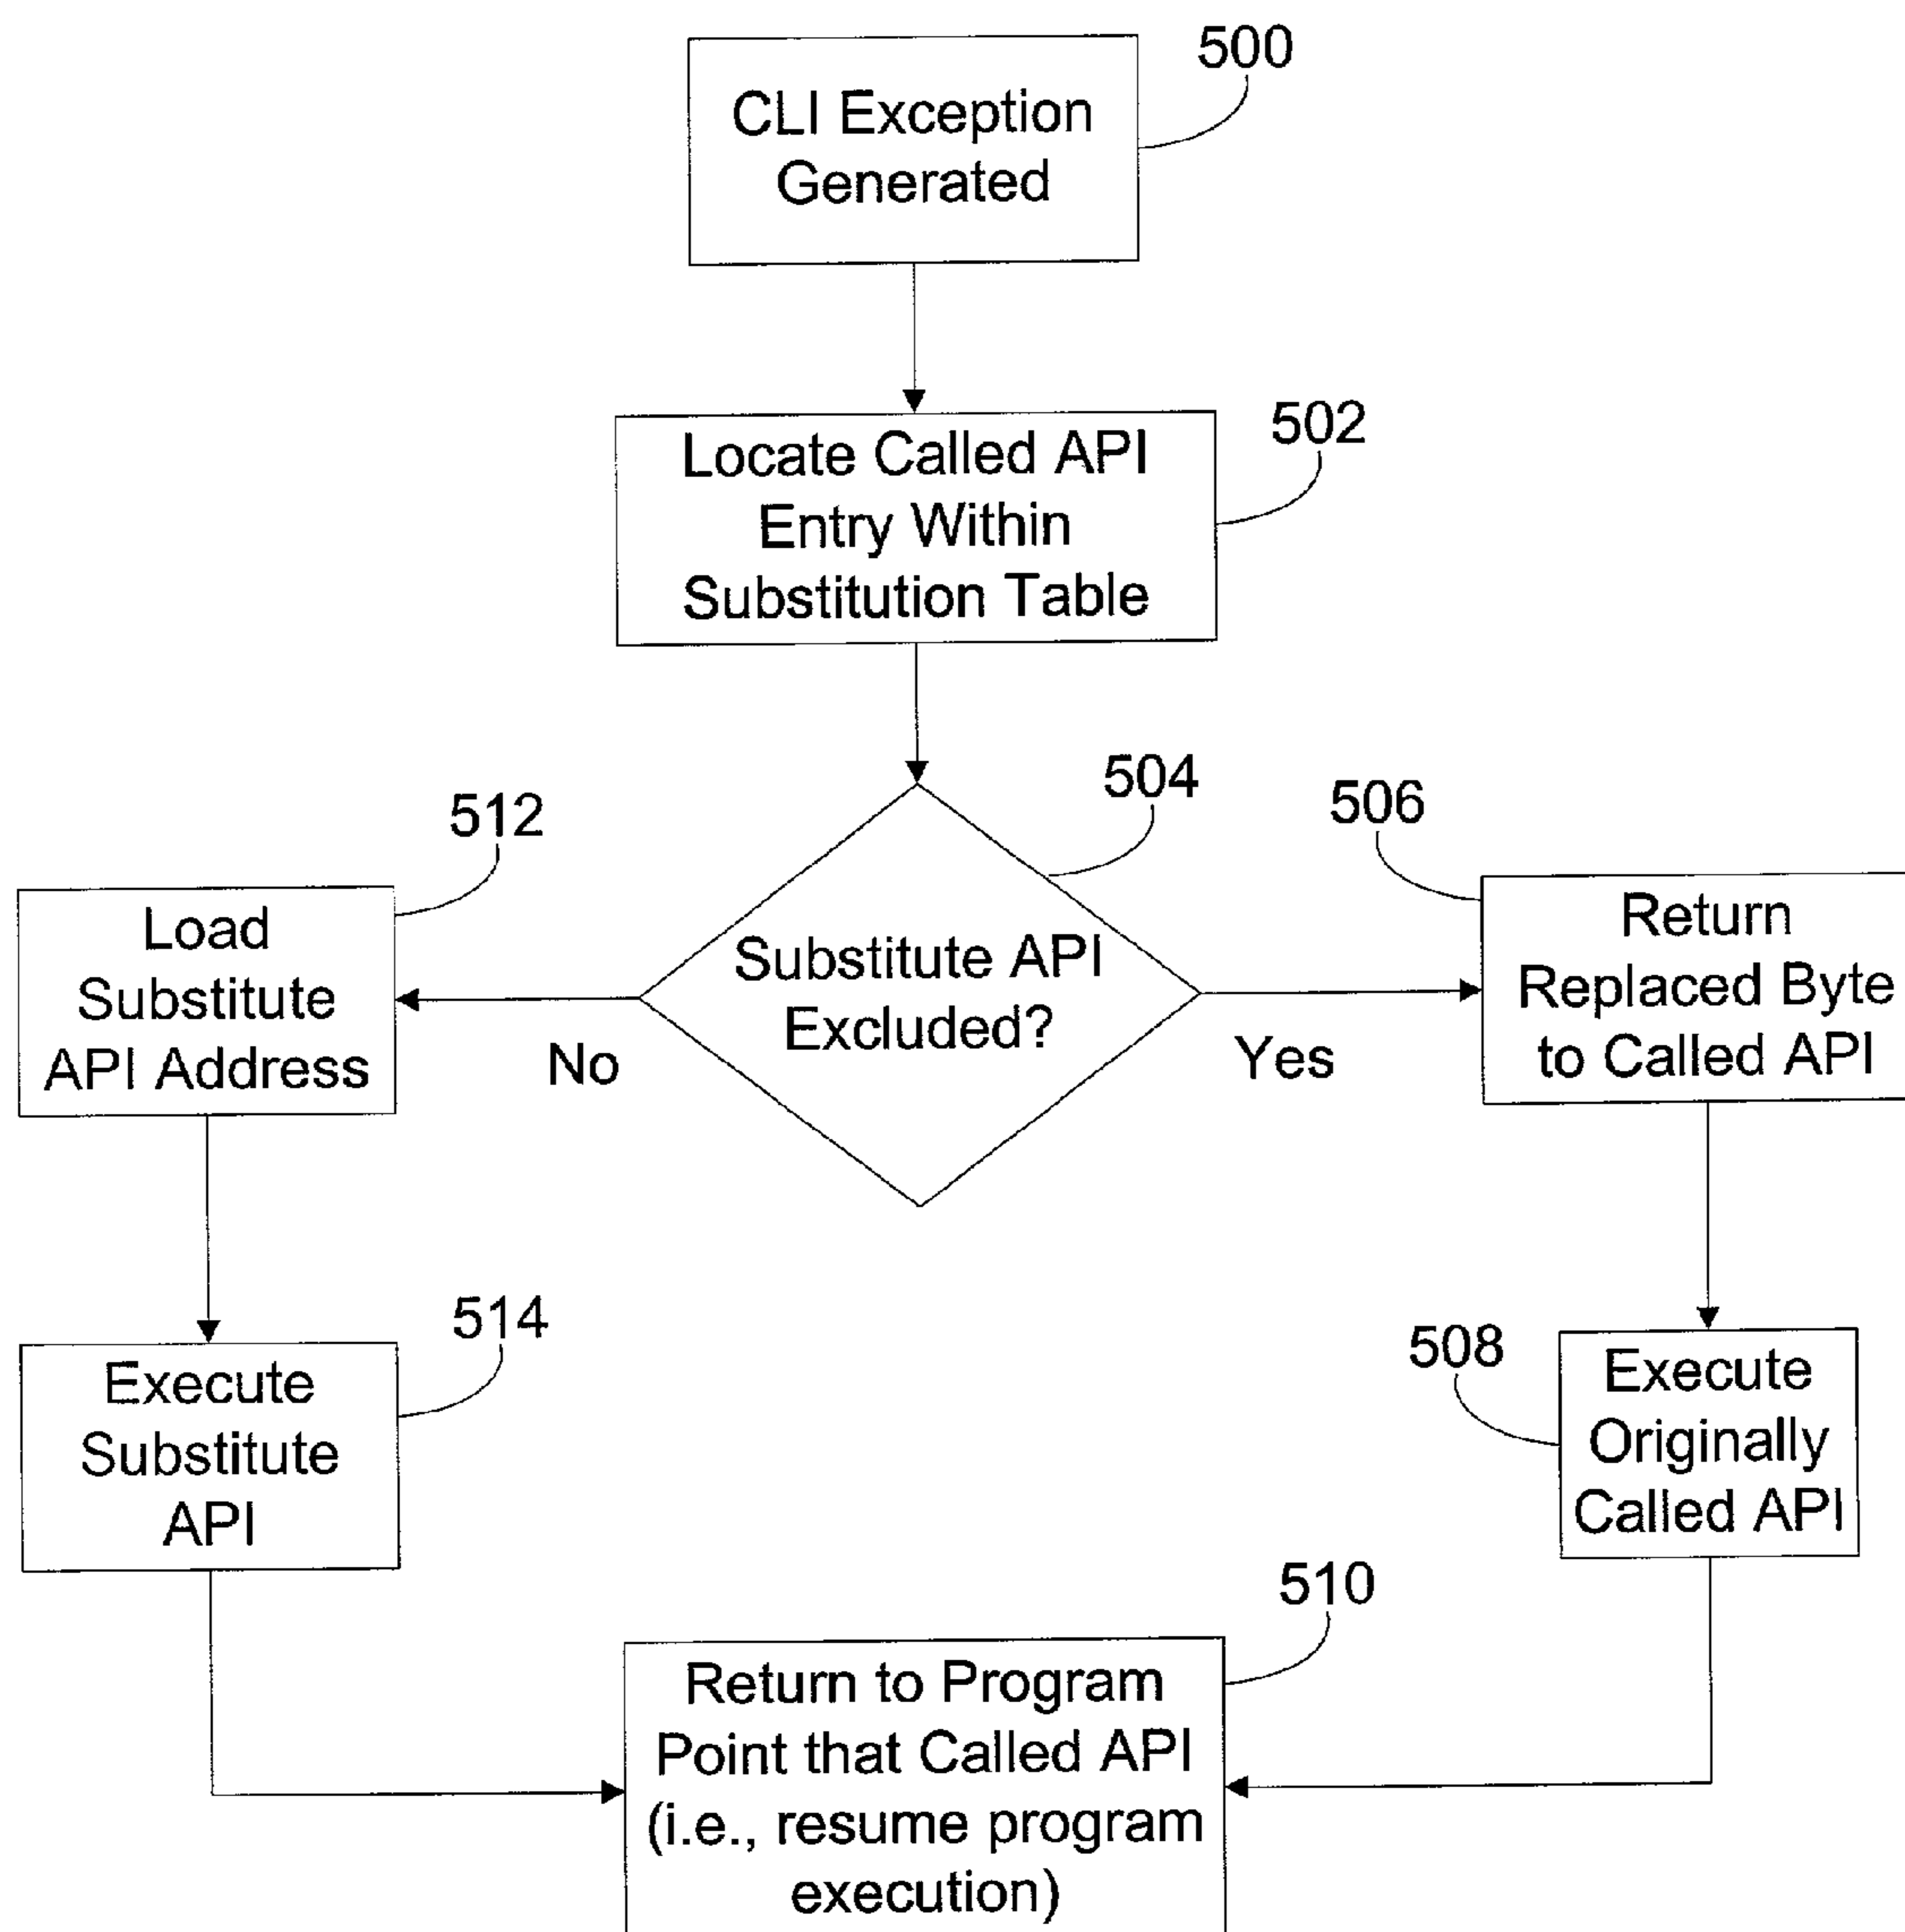 500
CLI Exception
Generated
502
Locate Called API
Entry Within
Substitution Table
504
Substitute API
Excluded?
No
Yes
512
Load
Substitute
API Address
506
Return
Replaced Byte
to Called API
514
Execute
Substitute
API
508
Execute
Originally
Called API
510
Return to Program
Point that Called API
(i.e., resume program
execution)